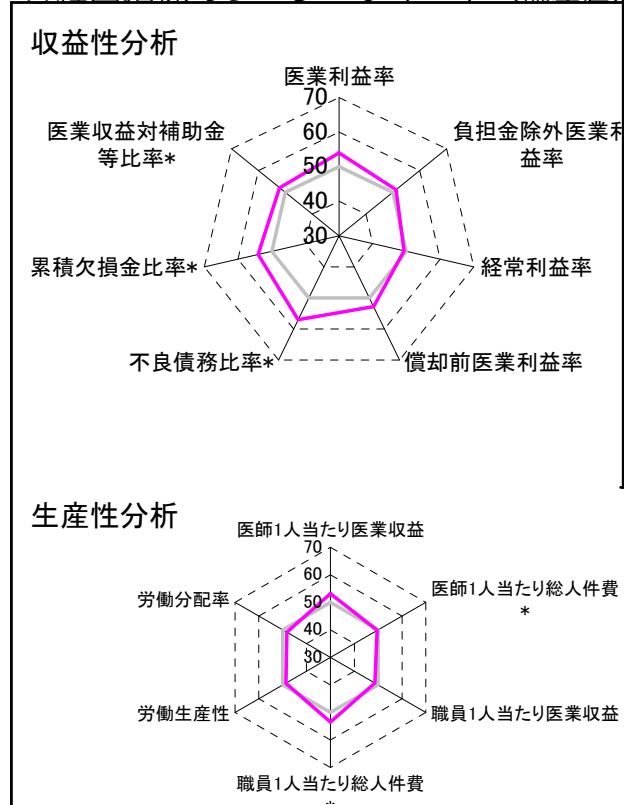 収益性分析
医業利益率
70
医業収益対補助金
等比率*
負担金除外医業利
益率
60
50
40
30
累積欠損金比率*
経常利益率
不良債務比率*
償却前医業利益率
生産性分析
医師1人当たり医業収益
70
医師1人当たり総人件費
*
労働分配率
60
50
40
30
労働生産性
職員1人当たり医業収益
職員1人当たり総人件費
*